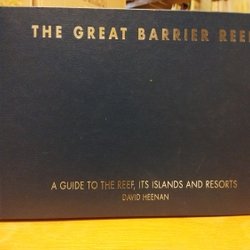 THE GREAT BARRIER REEF
A GUIDE TO THE REEF, ITS ISLANDS AND RESORTS
DAVID HEENAN